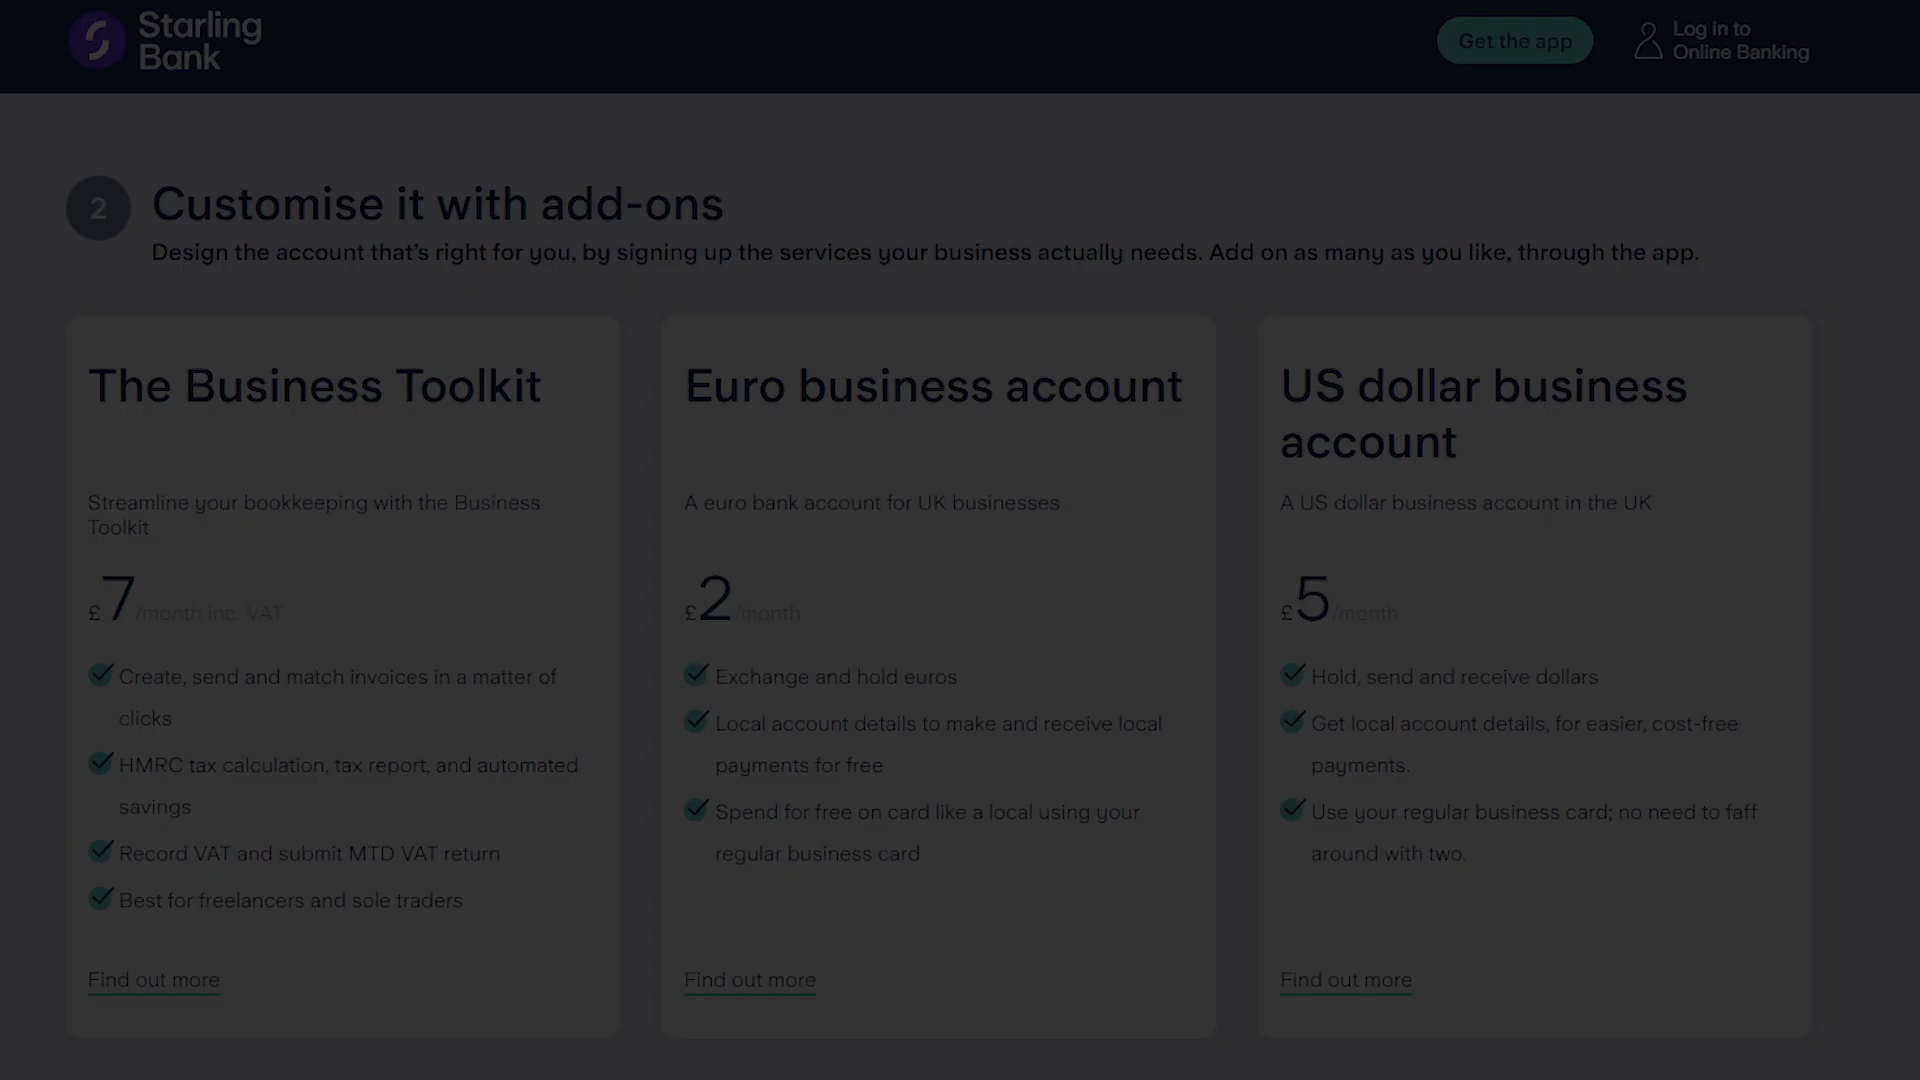 Starling
Bank
Get the app
Log in to
Online Banking
2
Customise it with add-ons
Design the account that's right for you, by signing up the services your business actually needs. Add on as many as you like, through the app.
The Business Toolkit
Streamline your bookkeeping with the Business
Toolkit
£7/month inc. VAT
Create, send and match invoices in a matter of
clicks
HMRC tax calculation, tax report, and automated
savings
Record VAT and submit MTD VAT return
Best for freelancers and sole traders
Find out more
Euro business account
A euro bank account for UK businesses
£2/month
Exchange and hold euros
Local account details to make and receive local
payments for free
Spend for free on card like a local using your
regular business card
Find out more
US dollar business
account
A US dollar business account in the UK
£5/month
Hold, send and receive dollars
Get local account details, for easier, cost-free
payments.
Use your regular business card; no need to faff
around with two.
Find out more